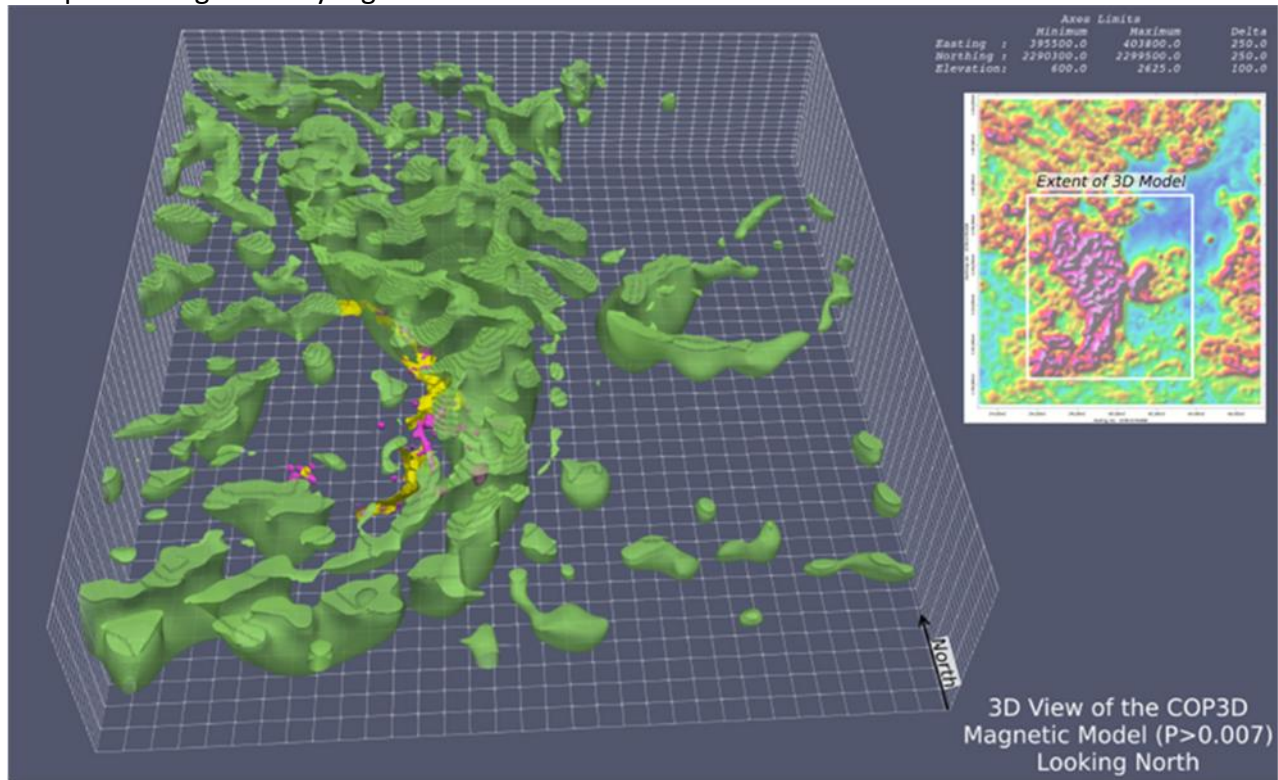 Axes Limits
Minimum Maximum Delta
Easting : 395500.0 403800.0 250.0
Northing : 2290300.0 2299500.0 250.0
Elevation: 600.0 2625.0 100.0
Extent of 3D Model
North
3D View of the COP3D
Magnetic Model (P>0.007)
Looking North